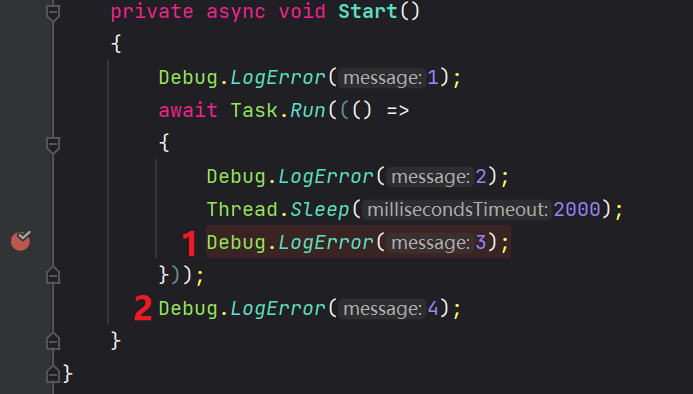 private async void Start()
{
Debug.LogError( message: 1);
await Task.Run((() =>
{
Debug.LogError( message: 2);
Thread.Sleep( millisecondsTimeout: 2000);
1 Debug.LogError( message: 3);
}));
2 Debug.LogError( message: 4);
}
}